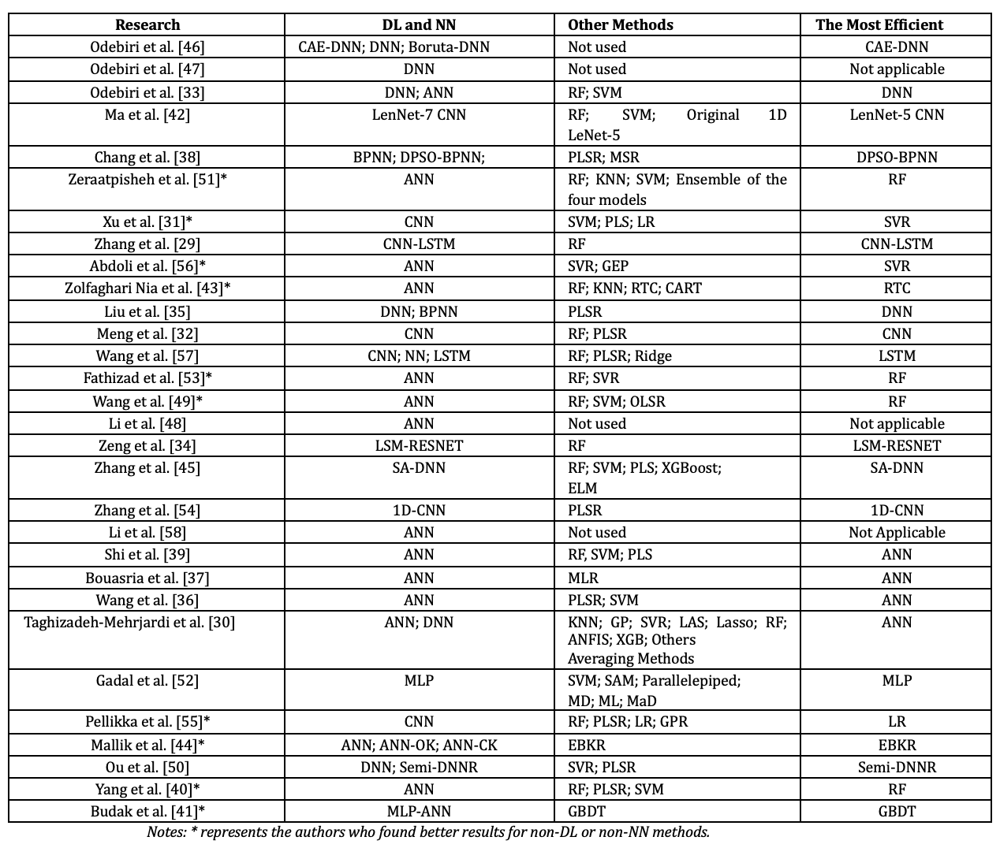 Research DL and NN Other Methods The Most Efficient
Odebiri et al. [46] CAE-DNN; DNN; Boruta-DNN Not used CAE-DNN
Odebiri et al. [47] DNN Not used Not applicable
Odebiri et al. [33] DNN; ANN RF; SVM DNN
Ma et al. [42] LenNet-7 CNN RF; SVM; Original 1D LenNet-5 CNN
LeNet-5
Chang et al. [38] BPNN; DPSO-BPNN; PLSR; MSR DPSO-BPNN
Zeraatpisheh et al. [51]* ANN RF; KNN; SVM; Ensemble of the RF
four models
Xu et al. [31]* CNN SVM; PLS; LR SVR
Zhang et al. [29] CNN-LSTM RF CNN-LSTM
Abdoli et al. [56]* ANN SVR; GEP SVR
Zolfaghari Nia et al. [43]* ANN RF; KNN; RTC; CART RTC
Liu et al. [35] DNN; BPNN PLSR DNN
Meng et al. [32] CNN RF; PLSR CNN
Wang et al. [57] CNN; NN; LSTM RF; PLSR; Ridge LSTM
Fathizad et al. [53]* ANN RF; SVR RF
Wang et al. [49]* ANN RF; SVM; OLSR RF
Li et al. [48] ANN Not used Not applicable
Zeng et al. [34] LSM-RESNET RF LSM-RESNET
Zhang et al. [45] SA-DNN RF; SVM; PLS; XGBoost; SA-DNN
ELM
Zhang et al. [54] 1D-CNN PLSR 1D-CNN
Li et al. [58] ANN Not used Not Applicable
Shi et al. [39] ANN RF, SVM; PLS ANN
Bouasria et al. [37] ANN MLR ANN
Wang et al. [36] ANN PLSR; SVM ANN
Taghizadeh-Mehrjardi et al. [30] ANN; DNN KNN; GP; SVR; LAS; Lasso; RF; ANN
ANFIS; XGB; Others
Averaging Methods
Gadal et al. [52] MLP SVM; SAM; Parallelepiped; MLP
MD; ML; MaD
Pellikka et al. [55]* CNN RF; PLSR; LR; GPR LR
Mallik et al. [44]* ANN; ANN-OK; ANN-CK EBKR EBKR
Ou et al. [50] DNN; Semi-DNNR SVR; PLSR Semi-DNNR
Yang et al. [40]* ANN RF; PLSR; SVM RF
Budak et al. [41]* MLP-ANN GBDT GBDT
Notes: * represents the authors who found better results for non-DL or non-NN methods.